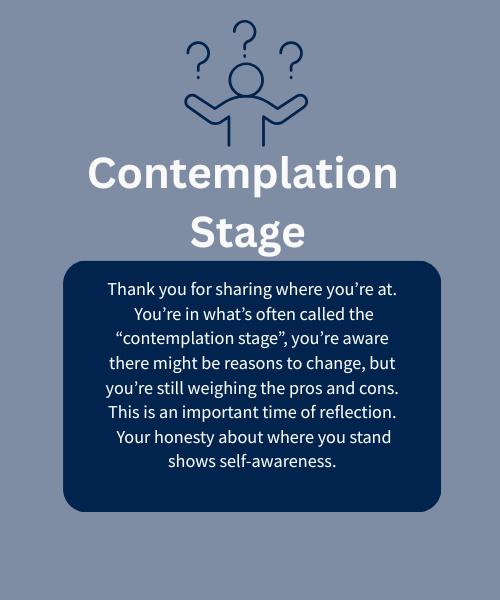 ? ? ?
Contemplation
Stage
Thank you for sharing where you’re at.
You’re in what’s often called the
“contemplation stage”, you’re aware
there might be reasons to change, but
you’re still weighing the pros and cons.
This is an important time of reflection.
Your honesty about where you stand
shows self-awareness.